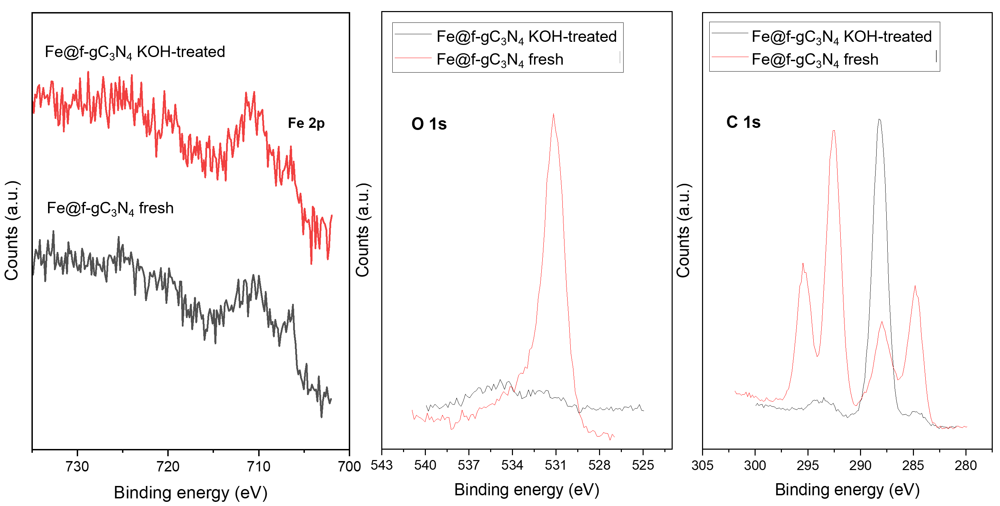 Fe@f-gC₃N₄ KOH-treated
Fe 2p
Fe@f-gC₃N₄ fresh
Counts (a.u.)
730 720 710 700
Binding energy (eV)
Fe@f-gC₃N₄ KOH-treated
Fe@f-gC₃N₄ fresh
O 1s
Counts (a.u.)
543 540 537 534 531 528 525
Binding energy (eV)
Fe@f-gC₃N₄ KOH-treated
Fe@f-gC₃N₄ fresh
C 1s
Counts (a.u.)
305 300 295 290 285 280
Binding energy (eV)